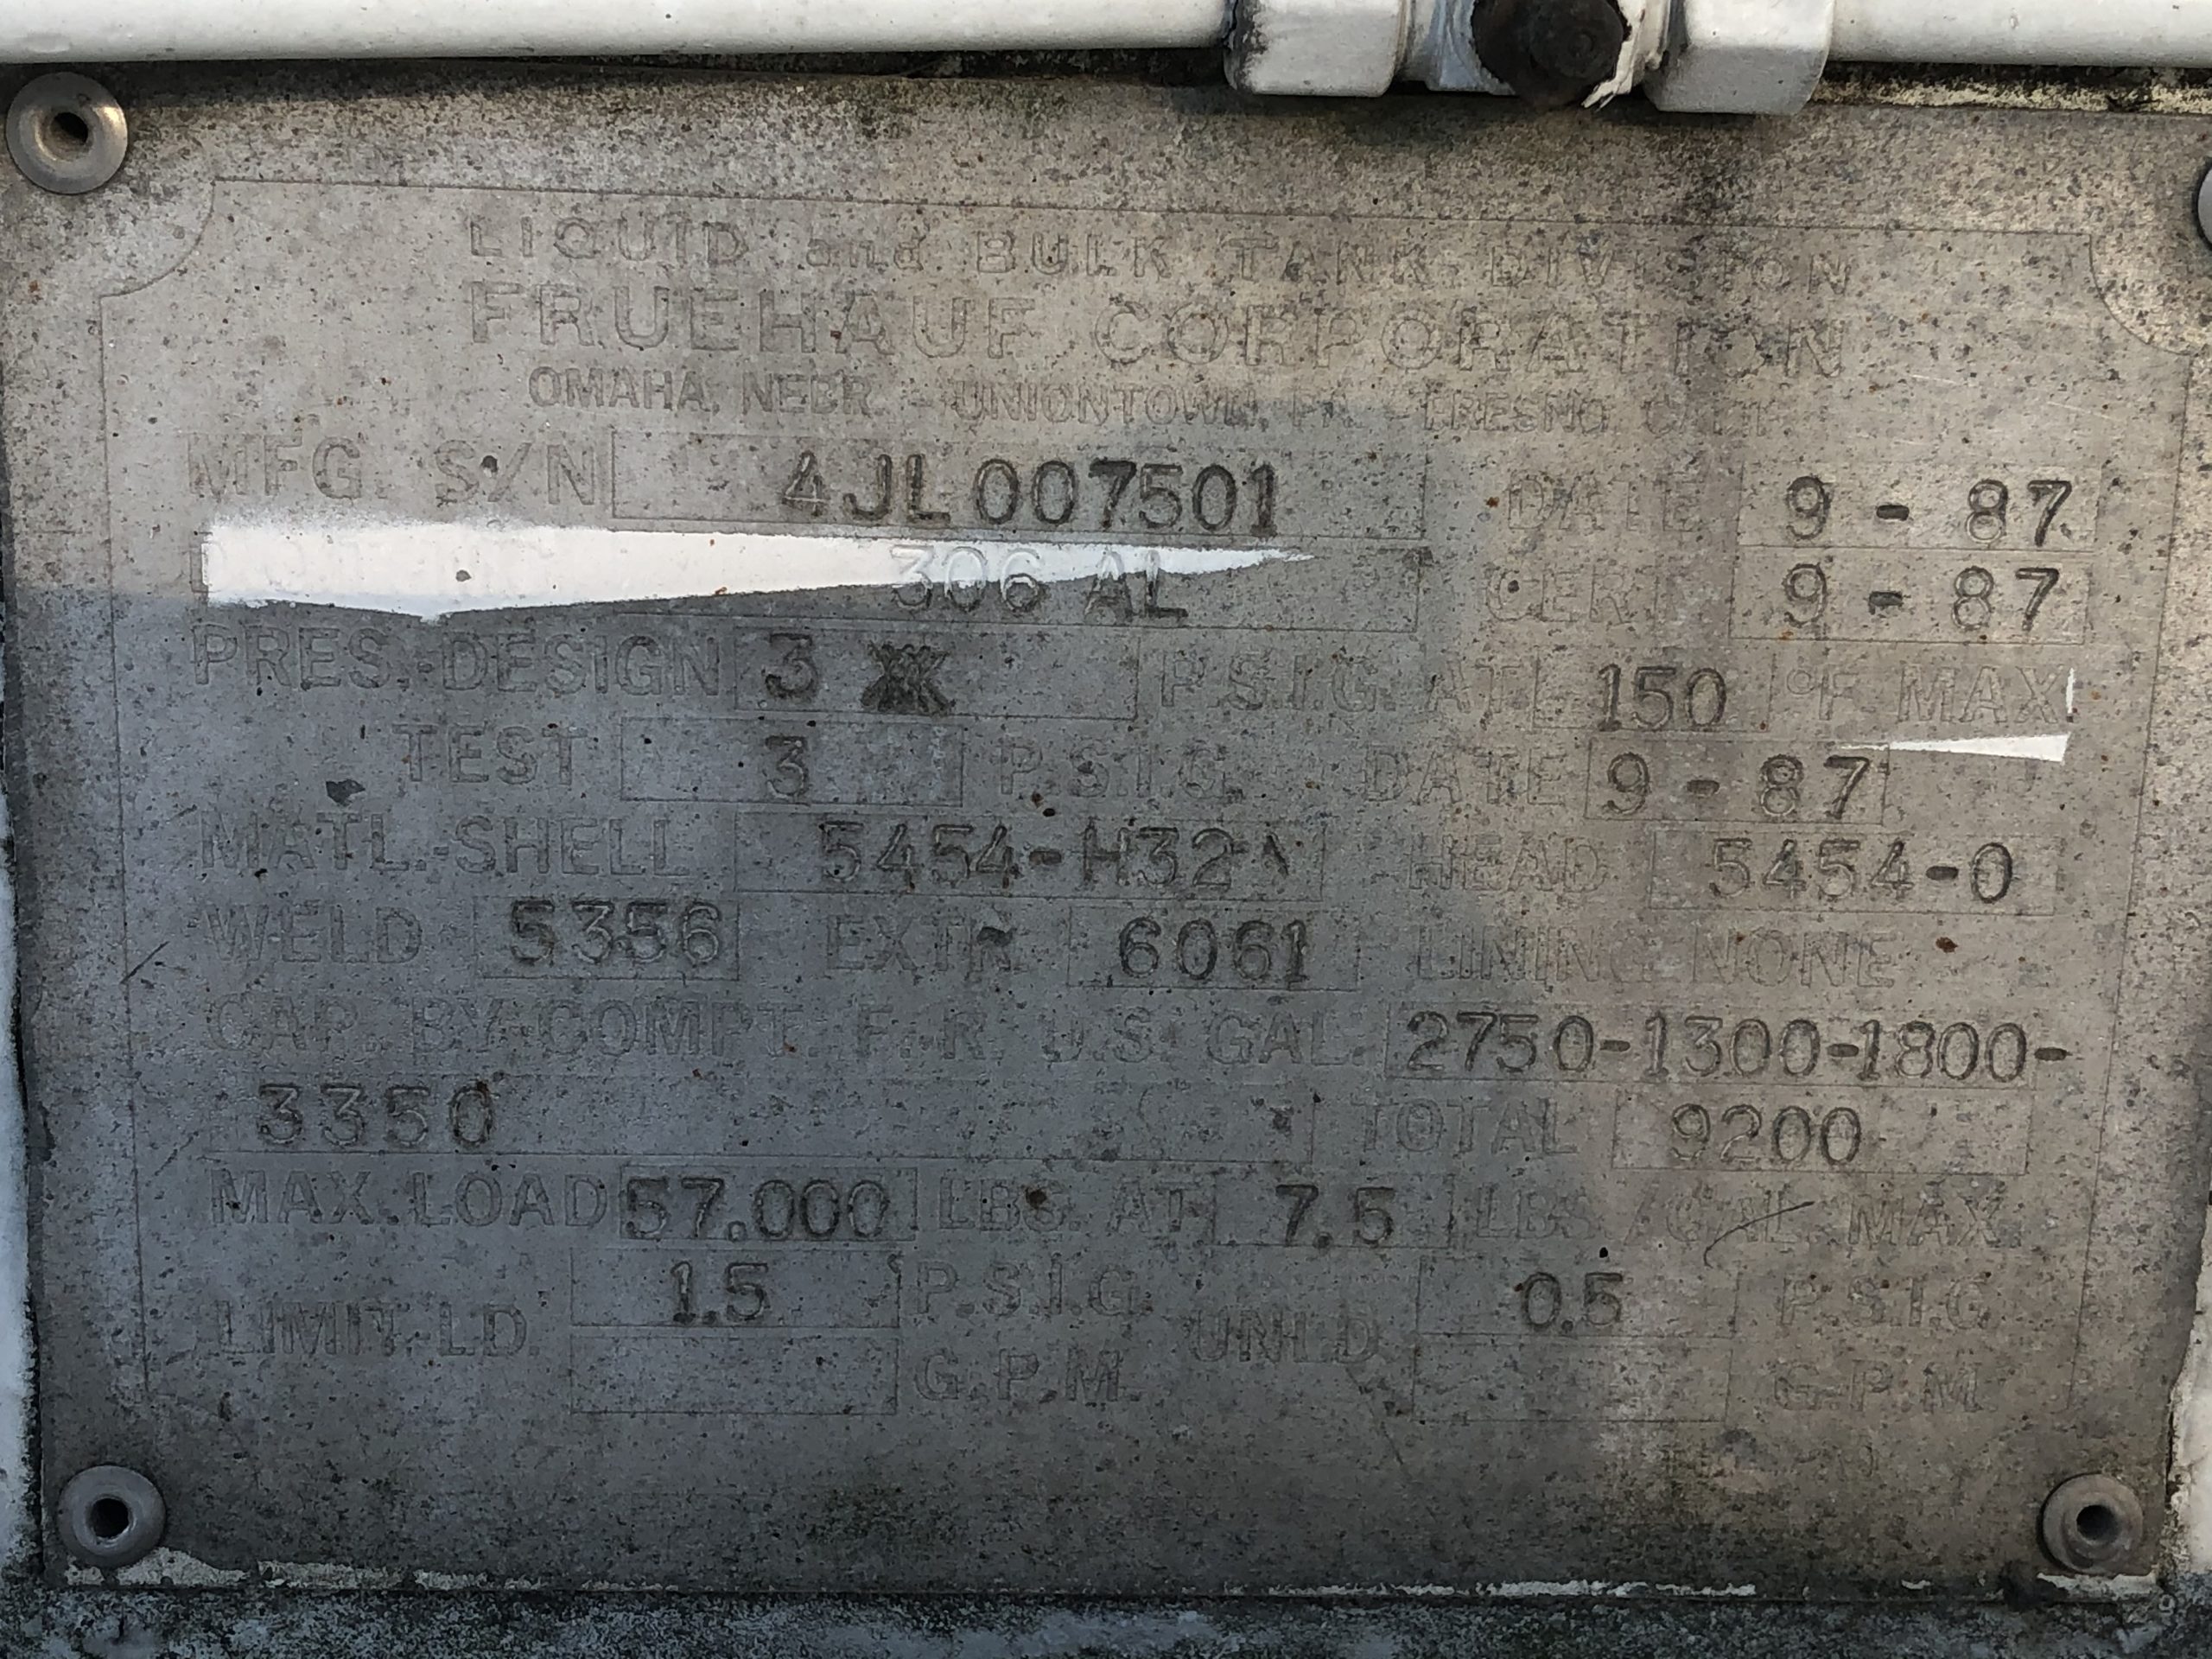 LIQUID and BULK TANK DIVISION
FRUEHAUF CORPORATION
OMAHA, NEBR. - UNIONTOWN, PA. - FRESNO, CALIF.
MFG. S/N 4JL007501 DATE 9 - 87
306 AL CERT. 9 - 87
PRES. DESIGN 3 P.S.I.G. AT 150 °F MAX.
TEST 3 P.S.I.G. DATE 9 - 87
MATL.-SHELL 5454-H32 HEAD 5454-0
WELD 5356 EXTR 6061 LINING NONE
CAP. BY COMPT. F. R. U.S. GAL. 2750-1300-1800-
3350 TOTAL 9200
MAX. LOAD 57.000 LBS. AT 7.5 LBS./GAL. MAX.
LIMIT. LD. 1.5 P.S.I.G. UNLD 0.5 P.S.I.G.
G.P.M. G.P.M.